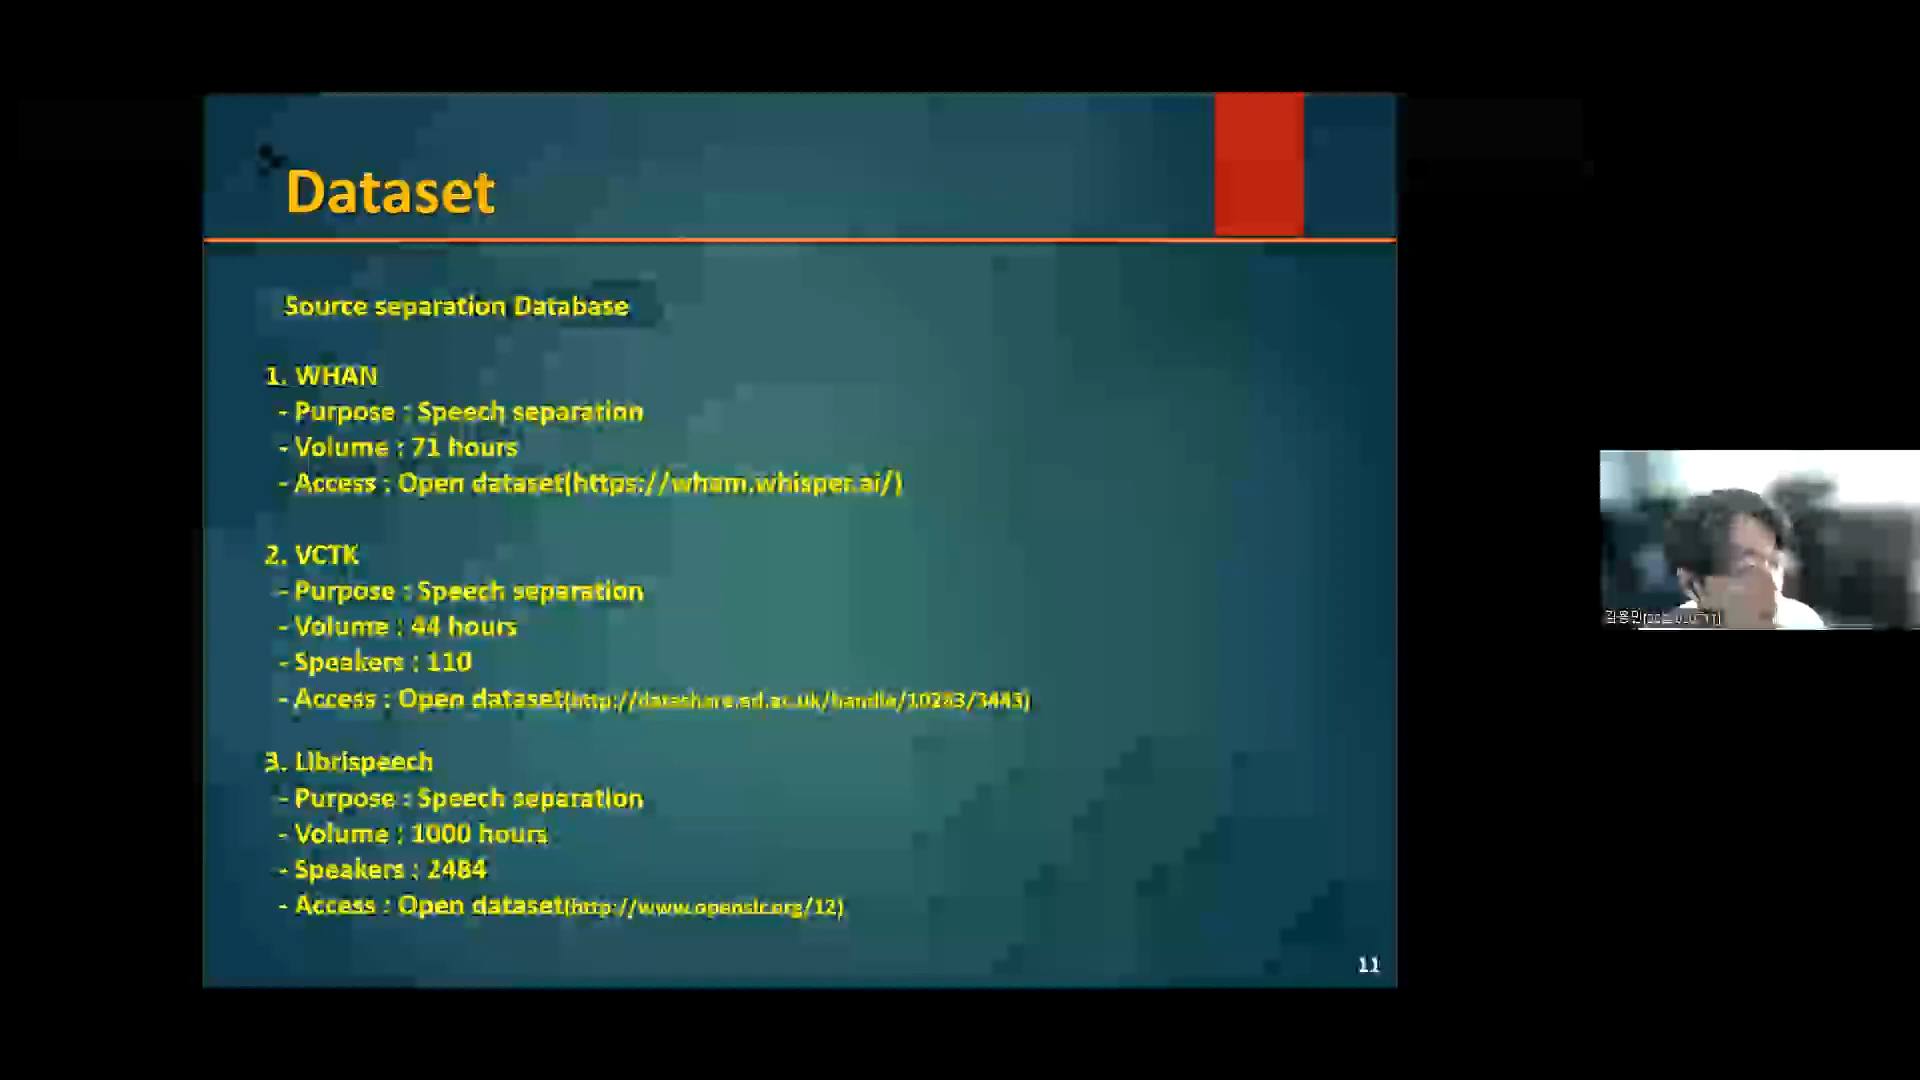 Dataset
Source separation Database
1. WHAN
- Purpose : Speech separation
- Volume : 71 hours
- Access : Open dataset(https://wham.whisper.ai/)
2. VCTK
- Purpose : Speech separation
- Volume : 44 hours
- Speakers : 110
- Access : Open dataset(http://datashare.ed.ac.uk/handle/10283/3443)
3. Librispeech
- Purpose : Speech separation
- Volume : 1000 hours
- Speakers : 2484
- Access : Open dataset(http://www.openslr.org/12)
11